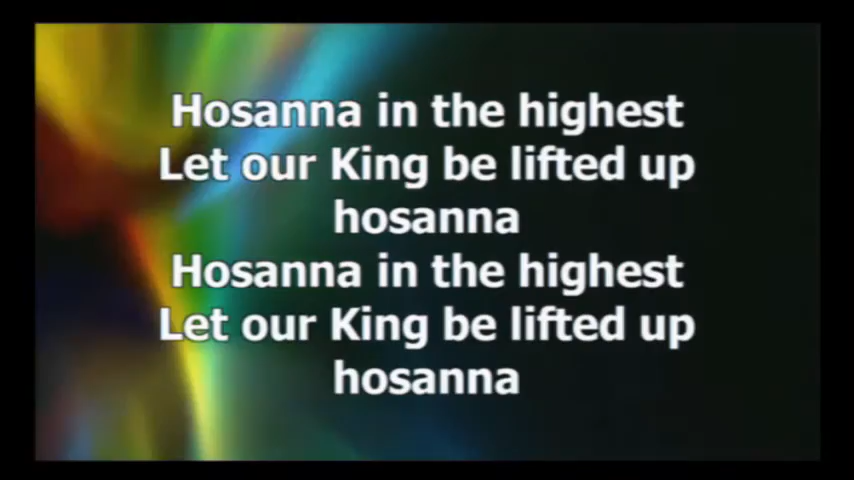 Hosanna in the highest
Let our King be lifted up
hosanna
Hosanna in the highest
Let our King be lifted up
hosanna